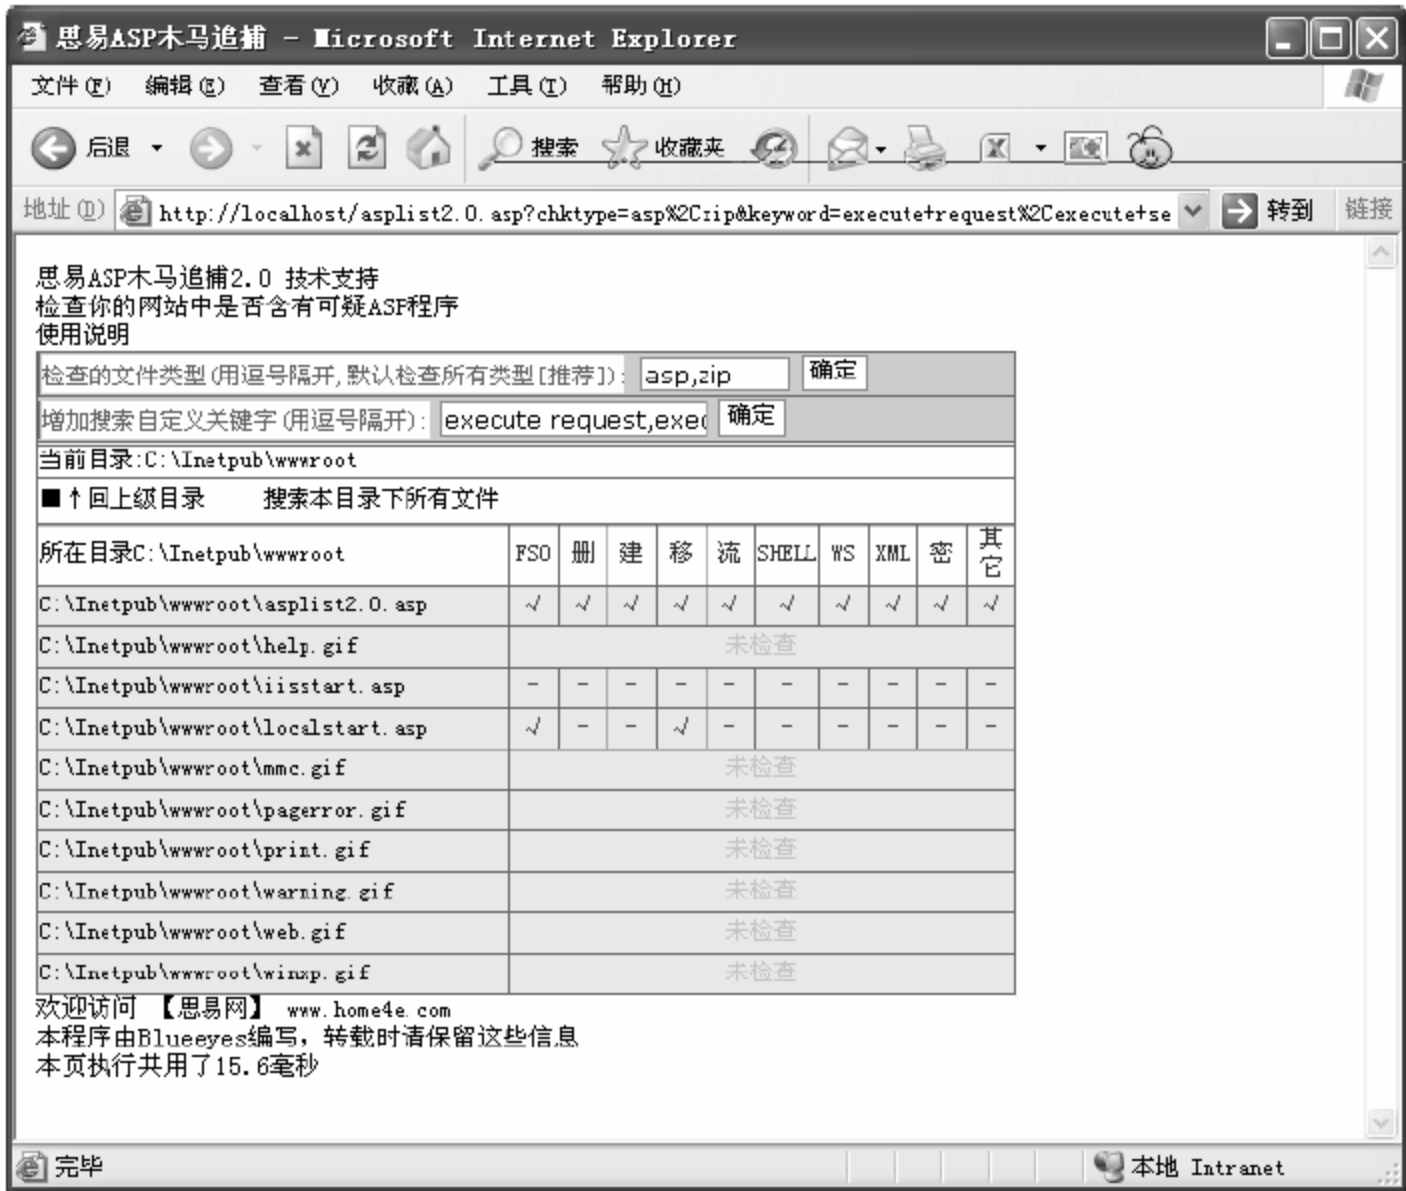 思易ASP木马追捕 - Microsoft Internet Explorer
文件(F) 编辑(E) 查看(V) 收藏(A) 工具(T) 帮助(H)
后退 搜索 收藏夹
地址(D) http://localhost/asplist2.0.asp?chktype=asp%2Czip&keyword=execute+request%2Cexecute+se 转到 链接
思易ASP木马追捕2.0 技术支持
检查你的网站中是否含有可疑ASP程序
使用说明
检查的文件类型(用逗号隔开,默认检查所有类型[推荐]): asp,zip 确定
增加搜索自定义关键字(用逗号隔开): execute request,exec 确定
当前目录:C:\Inetpub\wwwroot
■↑回上级目录 搜索本目录下所有文件
所在目录C:\Inetpub\wwwroot FSO 删 建 移 流 SHELL WS XML 密 其它
C:\Inetpub\wwwroot\asplist2.0.asp √ √ √ √ √ √ √ √ √ √
C:\Inetpub\wwwroot\help.gif 未检查
C:\Inetpub\wwwroot\iisstart.asp - - - - - - - - - -
C:\Inetpub\wwwroot\localstart.asp √ - - √ - - - - - -
C:\Inetpub\wwwroot\mmc.gif 未检查
C:\Inetpub\wwwroot\pagerror.gif 未检查
C:\Inetpub\wwwroot\print.gif 未检查
C:\Inetpub\wwwroot\warning.gif 未检查
C:\Inetpub\wwwroot\web.gif 未检查
C:\Inetpub\wwwroot\winxp.gif 未检查
欢迎访问 【思易网】 www.home4e.com
本程序由Blueeyes编写，转载时请保留这些信息
本页执行共用了15.6毫秒
完毕 本地 Intranet